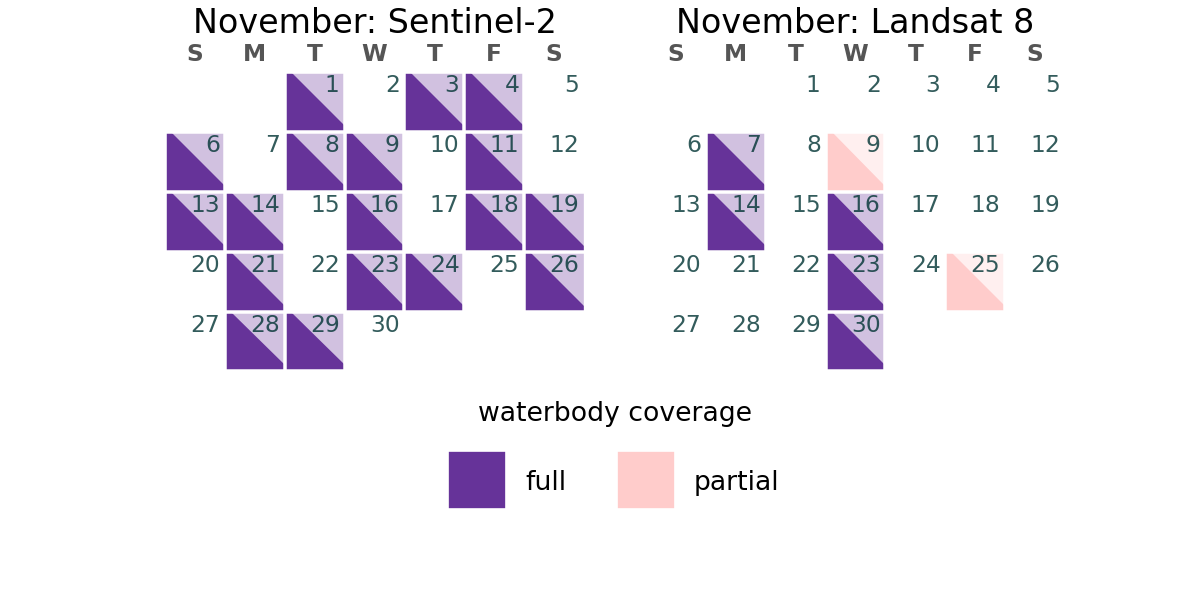 November: Sentinel-2
S M T W T F S
1 2 3 4 5
6 7 8 9 10 11 12
13 14 15 16 17 18 19
20 21 22 23 24 25 26
27 28 29 30
November: Landsat 8
S M T W T F S
1 2 3 4 5
6 7 8 9 10 11 12
13 14 15 16 17 18 19
20 21 22 23 24 25 26
27 28 29 30
waterbody coverage
full partial